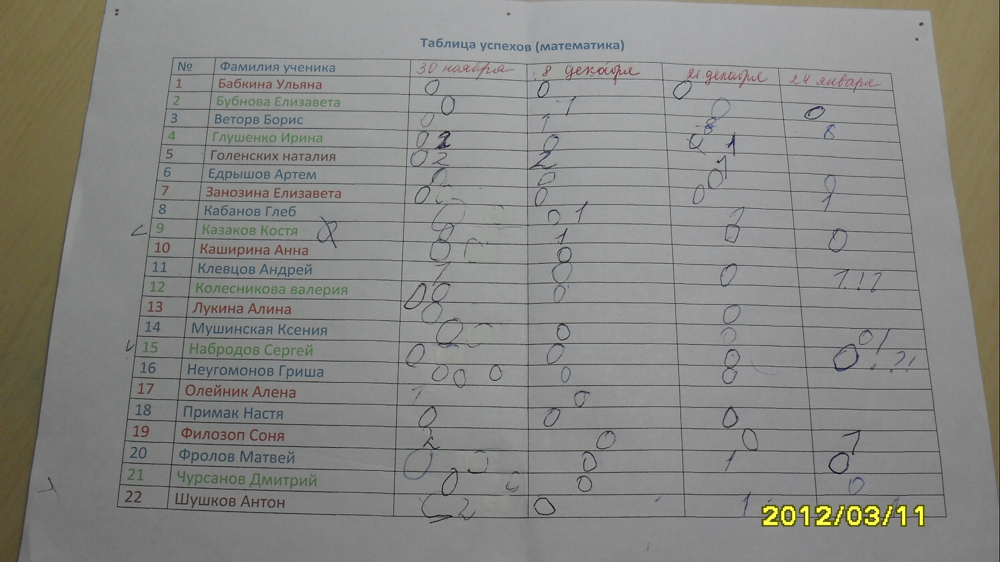 Таблица успехов (математика)
№ Фамилия ученика 30 ноября 8 декабря 21 декабря 24 января
1 Бабкина Ульяна 0 0 0
2 Бубнова Елизавета 0 1 0 0
3 Веторв Борис 0 1 8 8
4 Глушенко Ирина 0 2 0 1
5 Голенских наталия 0 2 2 1
6 Едрышов Артем 0 0 0
7 Занозина Елизавета 0 0 0 1
8 Кабанов Глеб 0 1 1
9 Казаков Костя 1 0 0
10 Каширина Анна 0 0
11 Клевцов Андрей 1 0 0 1
12 Колесникова валерия 0 0 0
13 Лукина Алина 0 0
14 Мушинская Ксения 0 0 0 0!
15 Набродов Сергей 0 0 0 0 . ?!
16 Неугомонов Гриша 0 0 0 0 0
17 Олейник Алена 1 0
18 Примак Настя 0 0 0
19 Филозоп Соня 2 0 0 1
20 Фролов Матвей 0 0 1 0
21 Чурсанов Дмитрий 0 0 0
22 Шушков Антон 2 0 1
2012/03/11